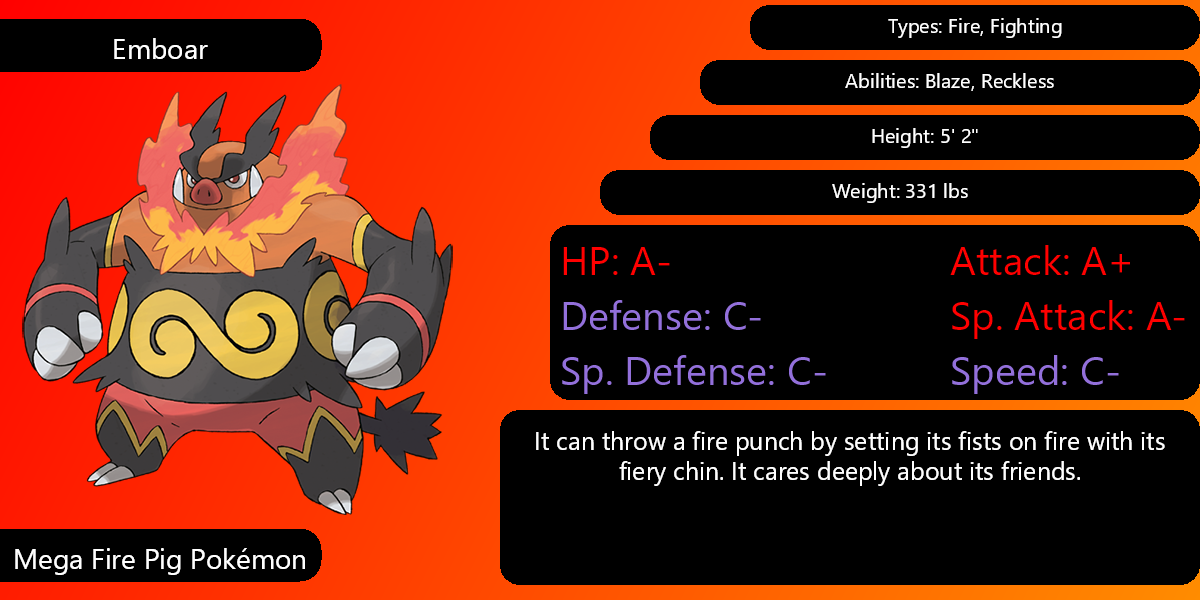 Emboar
Types: Fire, Fighting
Abilities: Blaze, Reckless
Height: 5' 2"
Weight: 331 lbs
HP: A-
Attack: A+
Defense: C-
Sp. Attack: A-
Sp. Defense: C-
Speed: C-
It can throw a fire punch by setting its fists on fire with its
fiery chin. It cares deeply about its friends.
Mega Fire Pig Pokémon